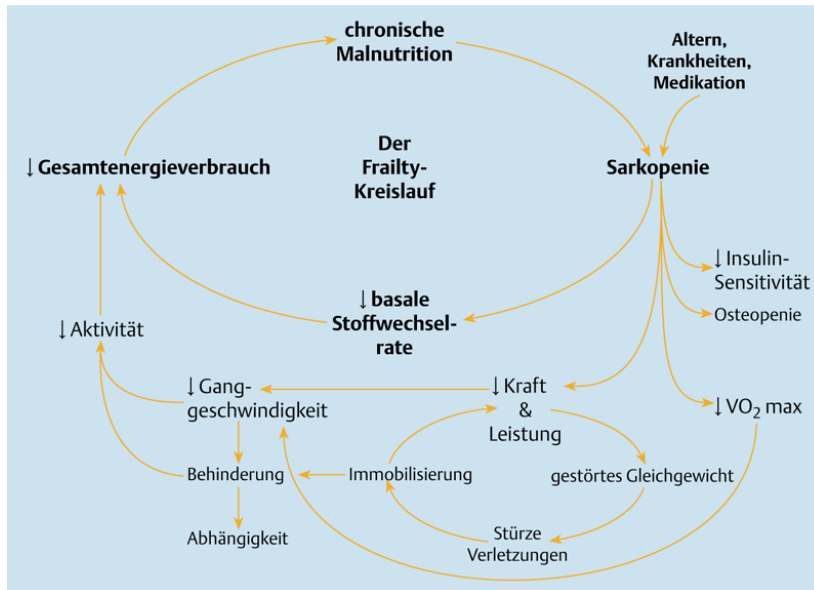 chronische
Malnutrition
Altern,
Krankheiten,
Medikation
Der
Frailty-
Kreislauf
↓ Gesamtenergieverbrauch
Sarkopenie
↓ Insulin-
Sensitivität
Osteopenie
↓ basale
Stoffwechsel-
rate
↓ Aktivität
↓ Gang-
geschwindigkeit
↓ Kraft
&
Leistung
↓ VO₂ max
Behinderung
Immobilisierung
gestörtes Gleichgewicht
Abhängigkeit
Stürze
Verletzungen